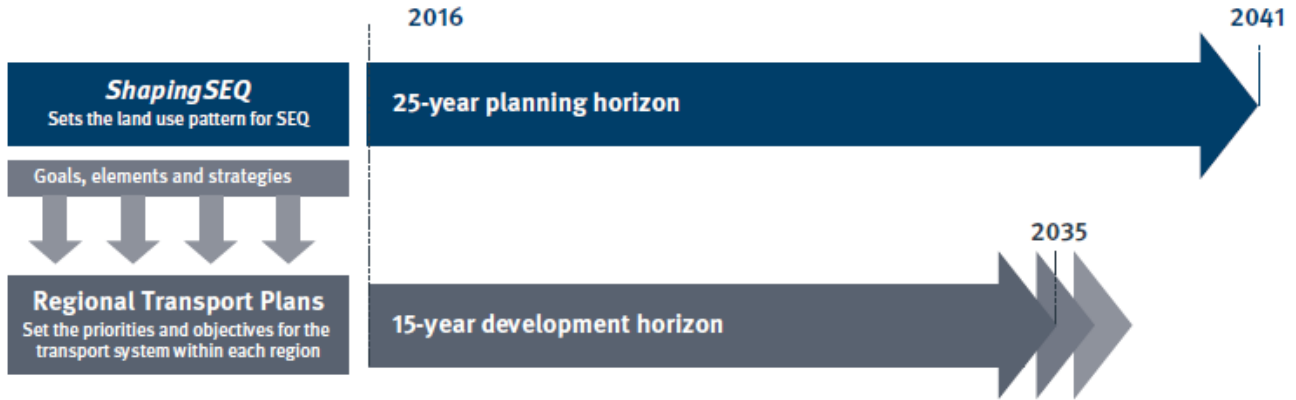 2016
2041
ShapingSEQ
Sets the land use pattern for SEQ
25-year planning horizon
Goals, elements and strategies
2035
Regional Transport Plans
Set the priorities and objectives for the
transport system within each region
15-year development horizon